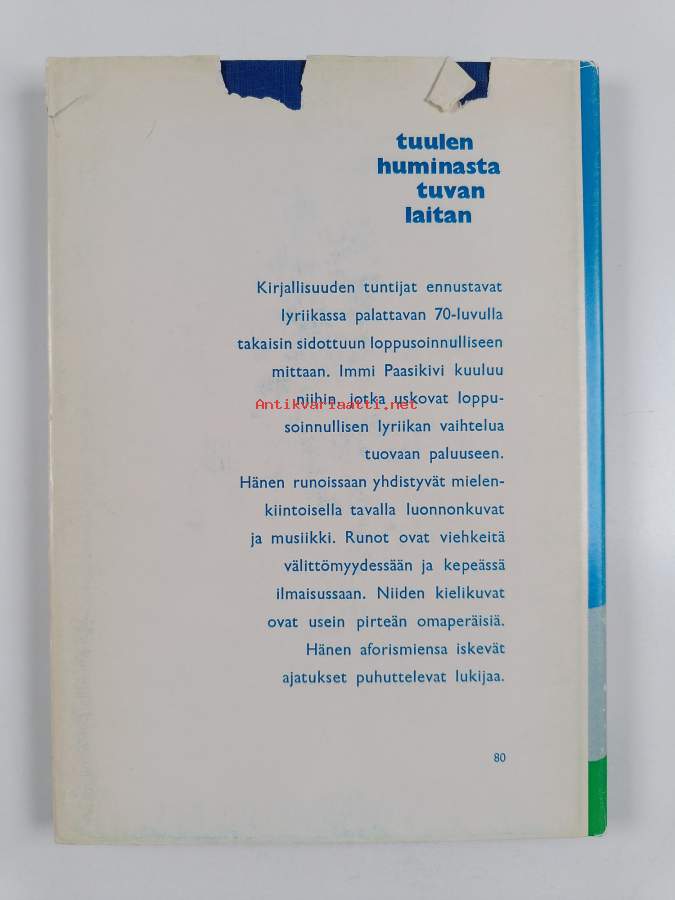 tuulen
huminasta
tuvan
laitan
Kirjallisuuden tuntijat ennustavat
lyriikassa palattavan 70-luvulla
takaisin sidottuun loppusoinnulliseen
mittaan. Immi Paasikivi kuuluu
niihin, jotka uskovat loppu-
Antikvariaatti.net
soinnullisen lyriikan vaihtelua
tuovaan paluuseen.
Hänen runoissaan yhdistyvät mielen-
kiintoisella tavalla luonnonkuvat
ja musiikki. Runot ovat viehkeitä
välittömyydessään ja kepeässä
ilmaisussaan. Niiden kielikuvat
ovat usein pirteän omaperäisiä.
Hänen aforismiensa iskevät
ajatukset puhuttelevat lukijaa.
80